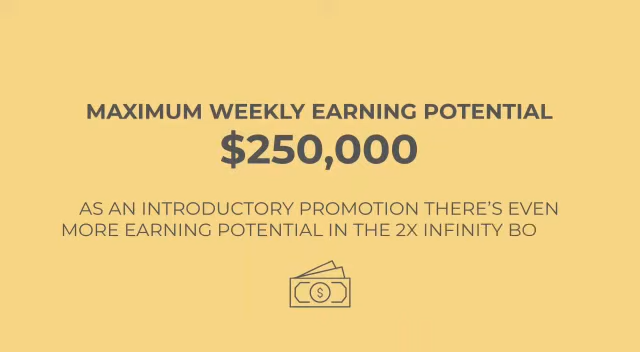 MAXIMUM WEEKLY EARNING POTENTIAL
$250,000
AS AN INTRODUCTORY PROMOTION THERE'S EVEN
MORE EARNING POTENTIAL IN THE 2X INFINITY BO
$